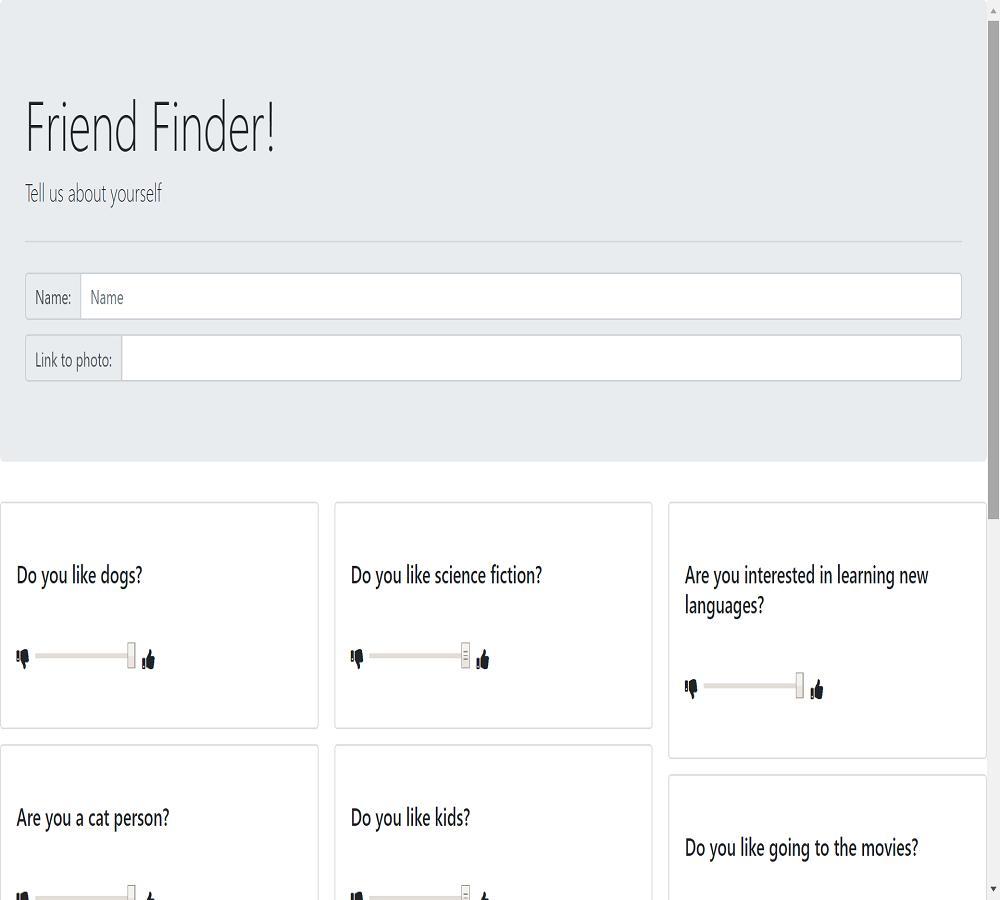 Friend Finder!
Tell us about yourself
Name: Name
Link to photo:
Do you like dogs?
Do you like science fiction?
Are you interested in learning new
languages?
Are you a cat person?
Do you like kids?
Do you like going to the movies?